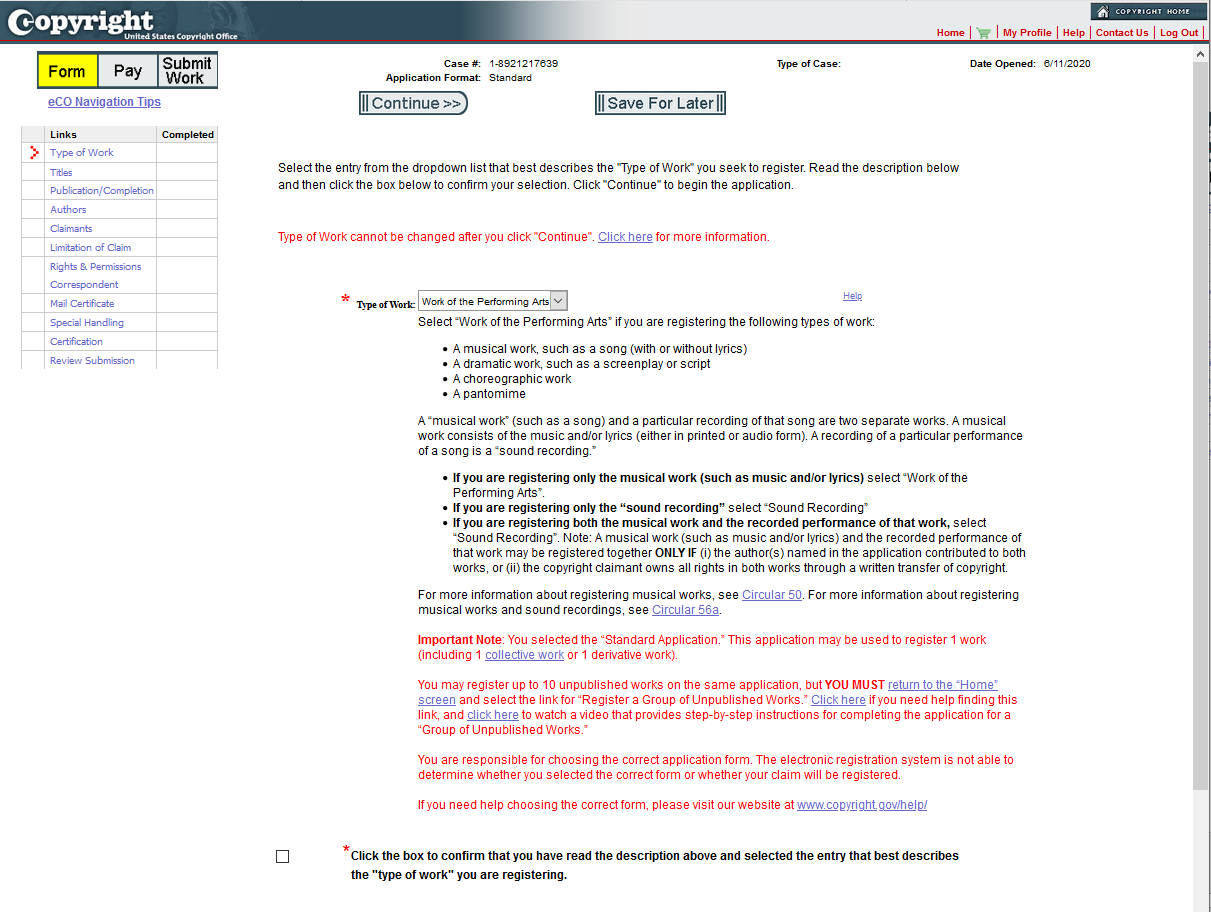 Copyright
United States Copyright Office
COPYRIGHT HOME
Home My Profile Help Contact Us Log Out
Form Pay Submit Work
eCO Navigation Tips
Case #: 1-8921217639 Type of Case: Date Opened: 6/11/2020
Application Format: Standard
Continue >> Save For Later
Links Completed
Type of Work
Titles
Publication/Completion
Authors
Claimants
Limitation of Claim
Rights & Permissions
Correspondent
Mail Certificate
Special Handling
Certification
Review Submission
Select the entry from the dropdown list that best describes the "Type of Work" you seek to register. Read the description below
and then click the box below to confirm your selection. Click "Continue" to begin the application.
Type of Work cannot be changed after you click "Continue". Click here for more information.
* Type of Work: Work of the Performing Arts Help
Select “Work of the Performing Arts” if you are registering the following types of work:
• A musical work, such as a song (with or without lyrics)
• A dramatic work, such as a screenplay or script
• A choreographic work
• A pantomime
A “musical work” (such as a song) and a particular recording of that song are two separate works. A musical
work consists of the music and/or lyrics (either in printed or audio form). A recording of a particular performance
of a song is a “sound recording.”
• If you are registering only the musical work (such as music and/or lyrics) select “Work of the
Performing Arts”.
• If you are registering only the “sound recording” select “Sound Recording”
• If you are registering both the musical work and the recorded performance of that work, select
“Sound Recording”. Note: A musical work (such as music and/or lyrics) and the recorded performance of
that work may be registered together ONLY IF (i) the author(s) named in the application contributed to both
works, or (ii) the copyright claimant owns all rights in both works through a written transfer of copyright.
For more information about registering musical works, see Circular 50. For more information about registering
musical works and sound recordings, see Circular 56a.
Important Note: You selected the “Standard Application.” This application may be used to register 1 work
(including 1 collective work or 1 derivative work).
You may register up to 10 unpublished works on the same application, but YOU MUST return to the “Home”
screen and select the link for “Register a Group of Unpublished Works.” Click here if you need help finding this
link, and click here to watch a video that provides step-by-step instructions for completing the application for a
“Group of Unpublished Works.”
You are responsible for choosing the correct application form. The electronic registration system is not able to
determine whether you selected the correct form or whether your claim will be registered.
If you need help choosing the correct form, please visit our website at www.copyright.gov/help/
* Click the box to confirm that you have read the description above and selected the entry that best describes
the "type of work" you are registering.